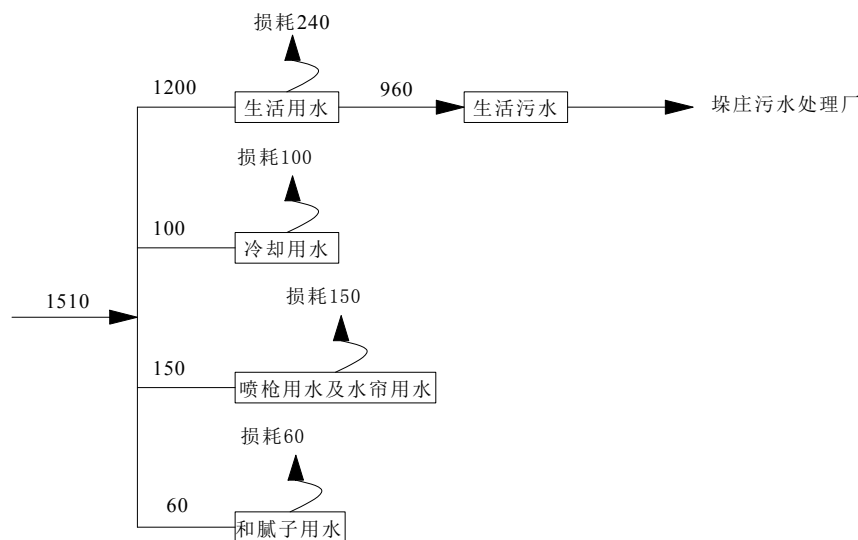 损耗240
1200
生活用水
960
生活污水
垛庄污水处理厂
损耗100
100
冷却用水
1510
损耗150
150
喷枪用水及水帘用水
损耗60
60
和腻子用水